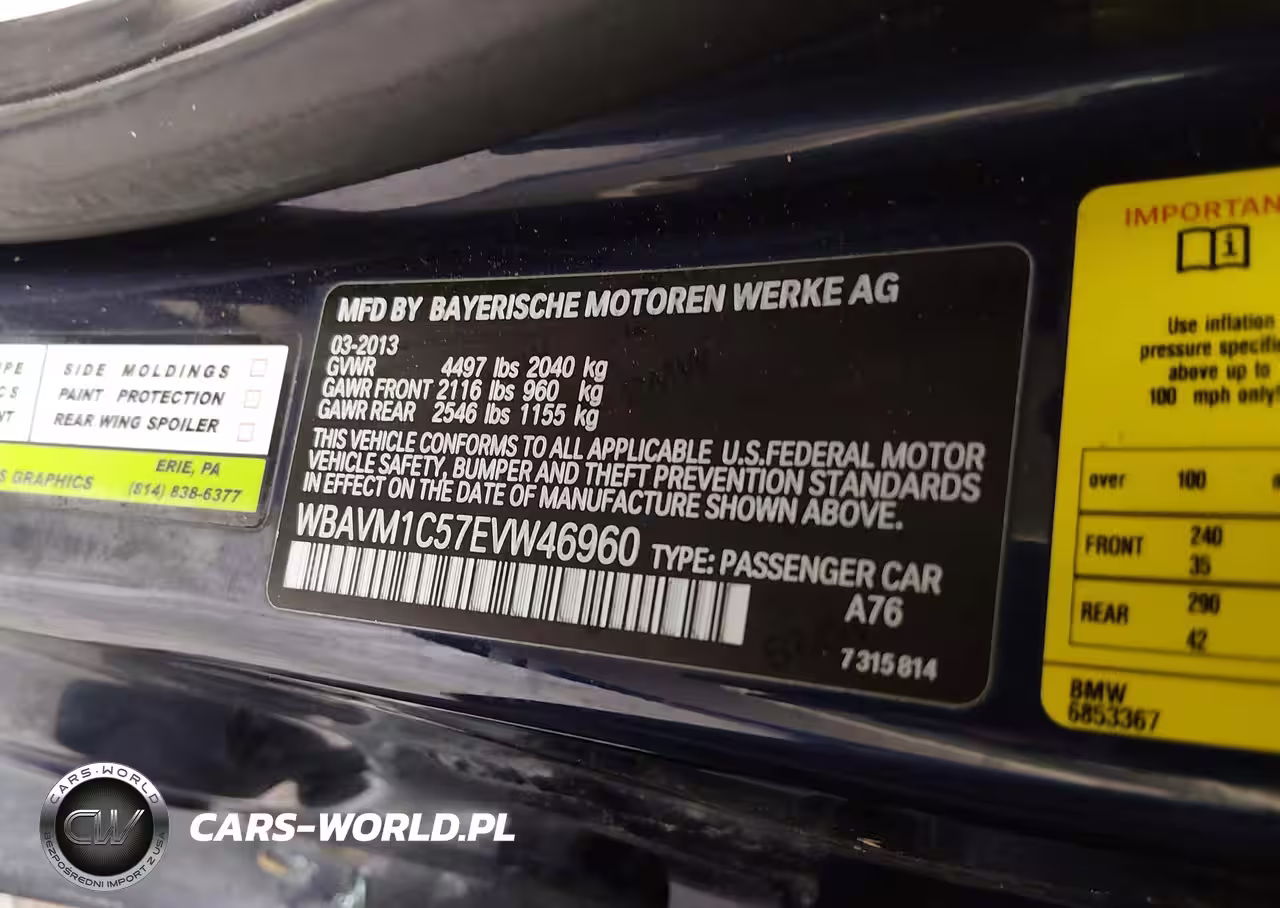 MFD BY BAYERISCHE MOTOREN WERKE AG
03-2013
GVWR 4497 lbs 2040 kg
GAWR FRONT 2116 lbs 960 kg
GAWR REAR 2546 lbs 1155 kg
THIS VEHICLE CONFORMS TO ALL APPLICABLE U.S.FEDERAL MOTOR
VEHICLE SAFETY, BUMPER AND THEFT PREVENTION STANDARDS
IN EFFECT ON THE DATE OF MANUFACTURE SHOWN ABOVE.
WBAVM1C57EVW46960 TYPE: PASSENGER CAR
A76
7 315 814
SIDE MOLDINGS
PAINT PROTECTION
REAR WING SPOILER
GRAPHICS
ERIE, PA
(814) 838-6377
IMPORTAN
i
Use inflation
pressure specifi
above up to
100 mph only!
over 100
FRONT 240
35
REAR 290
42
BMW
6853367
CARS-WORLD
CW
BEZPOŚREDNI IMPORT Z USA
CARS-WORLD.PL